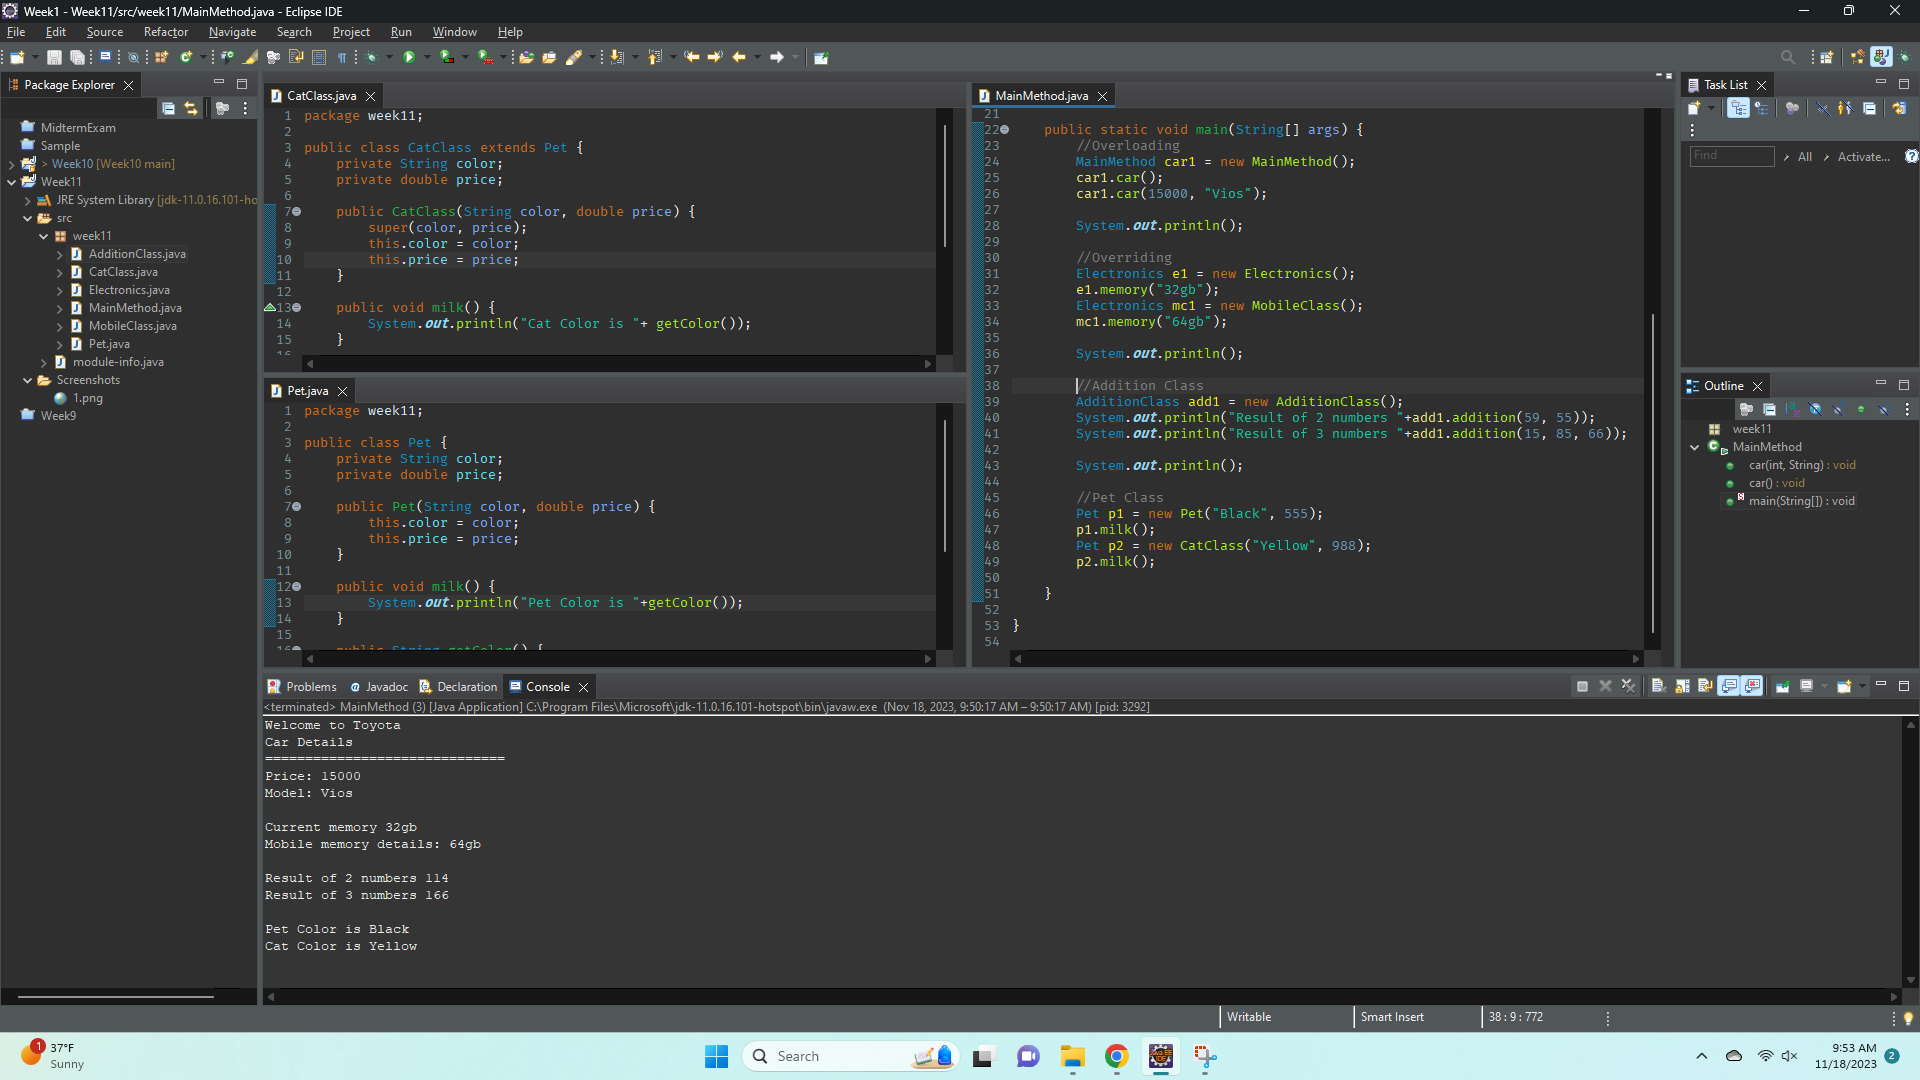 Week1 - Week11/src/week11/MainMethod.java - Eclipse IDE
File Edit Source Refactor Navigate Search Project Run Window Help
Package Explorer
MidtermExam
Sample
> Week10 [Week10 main]
Week11
JRE System Library [jdk-11.0.16.101-ho
src
week11
AdditionClass.java
CatClass.java
Electronics.java
MainMethod.java
MobileClass.java
Pet.java
module-info.java
Screenshots
1.png
Week9
CatClass.java
1 package week11;
2
3 public class CatClass extends Pet {
4 private String color;
5 private double price;
6
7 public CatClass(String color, double price) {
8 super(color, price);
9 this.color = color;
10 this.price = price;
11 }
12
13 public void milk() {
14 System.out.println("Cat Color is "+ getColor());
15 }
16
Pet.java
1 package week11;
2
3 public class Pet {
4 private String color;
5 private double price;
6
7 public Pet(String color, double price) {
8 this.color = color;
9 this.price = price;
10 }
11
12 public void milk() {
13 System.out.println("Pet Color is "+getColor());
14 }
15
16 public String getColor() {
MainMethod.java
21
22 public static void main(String[] args) {
23 //Overloading
24 MainMethod car1 = new MainMethod();
25 car1.car();
26 car1.car(15000, "Vios");
27
28 System.out.println();
29
30 //Overriding
31 Electronics e1 = new Electronics();
32 e1.memory("32gb");
33 Electronics mc1 = new MobileClass();
34 mc1.memory("64gb");
35
36 System.out.println();
37
38 //Addition Class
39 AdditionClass add1 = new AdditionClass();
40 System.out.println("Result of 2 numbers "+add1.addition(59, 55));
41 System.out.println("Result of 3 numbers "+add1.addition(15, 85, 66));
42
43 System.out.println();
44
45 //Pet Class
46 Pet p1 = new Pet("Black", 555);
47 p1.milk();
48 Pet p2 = new CatClass("Yellow", 988);
49 p2.milk();
50
51 }
52
53 }
54
Task List
Find All Activate...
Outline
week11
MainMethod
car(int, String) : void
car() : void
main(String[]) : void
Problems Javadoc Declaration Console
<terminated> MainMethod (3) [Java Application] C:\Program Files\Microsoft\jdk-11.0.16.101-hotspot\bin\javaw.exe (Nov 18, 2023, 9:50:17 AM – 9:50:17 AM) [pid: 3292]
Welcome to Toyota
Car Details
==============================
Price: 15000
Model: Vios
Current memory 32gb
Mobile memory details: 64gb
Result of 2 numbers 114
Result of 3 numbers 166
Pet Color is Black
Cat Color is Yellow
Writable Smart Insert 38 : 9 : 772
1
37°F
Sunny
Search
9:53 AM
11/18/2023
2